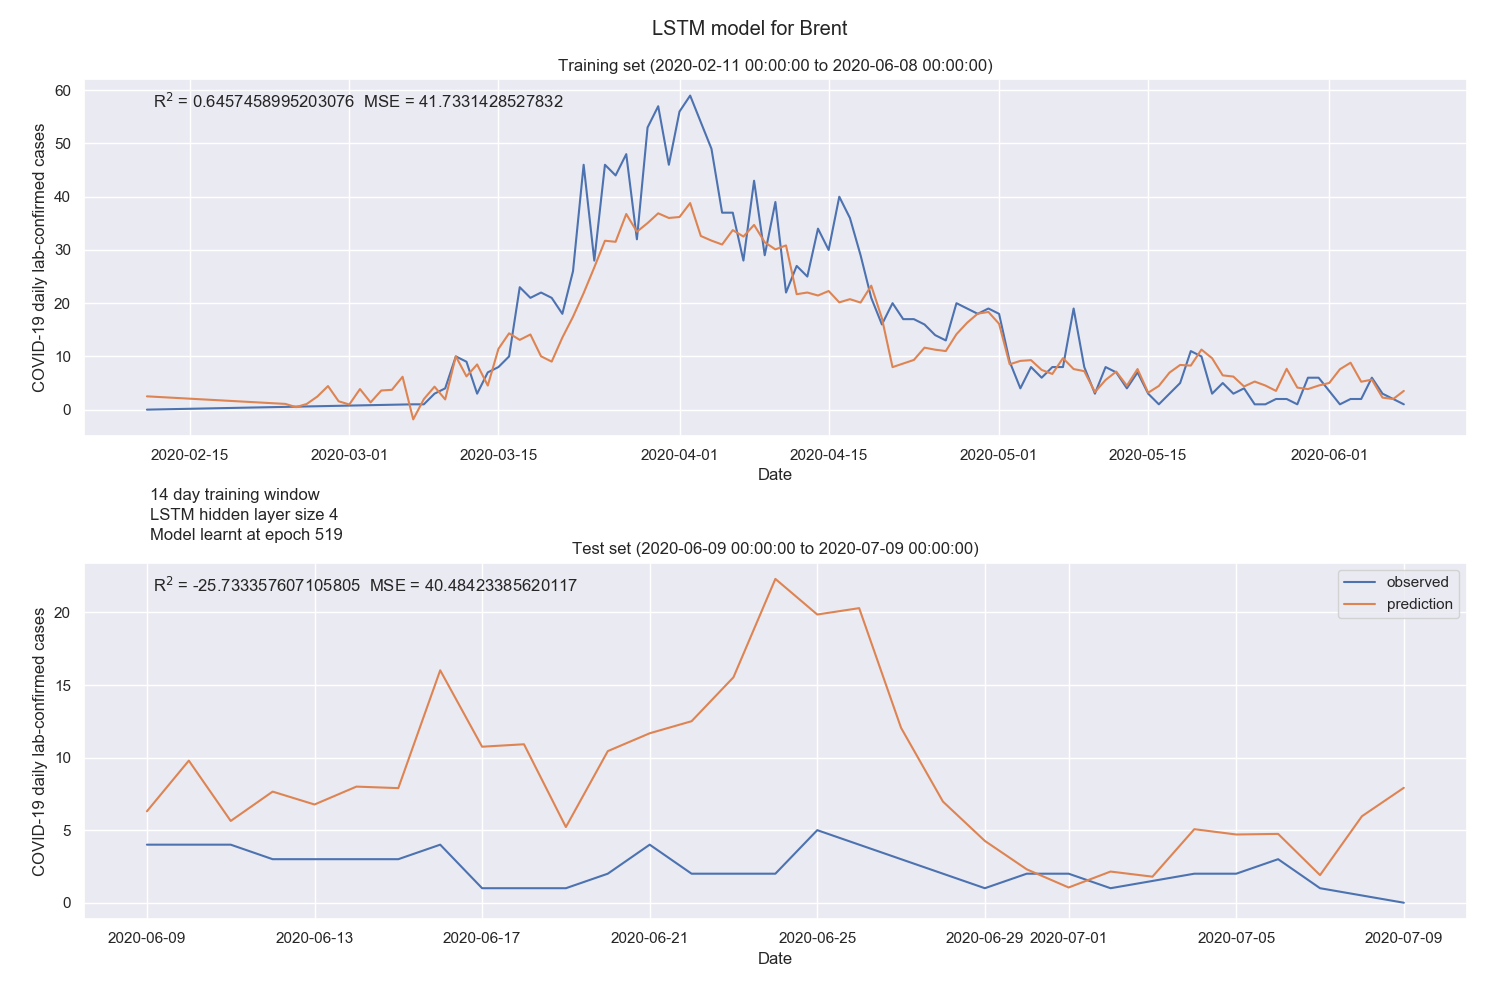 LSTM model for Brent
Training set (2020-02-11 00:00:00 to 2020-06-08 00:00:00)
R² = 0.6457458995203076 MSE = 41.7331428527832
COVID-19 daily lab-confirmed cases
60
50
40
30
20
10
0
2020-02-15 2020-03-01 2020-03-15 2020-04-01 2020-04-15 2020-05-01 2020-05-15 2020-06-01
Date
14 day training window
LSTM hidden layer size 4
Model learnt at epoch 519
Test set (2020-06-09 00:00:00 to 2020-07-09 00:00:00)
R² = -25.733357607105805 MSE = 40.48423385620117
observed
prediction
COVID-19 daily lab-confirmed cases
20
15
10
5
0
2020-06-09 2020-06-13 2020-06-17 2020-06-21 2020-06-25 2020-06-29 2020-07-01 2020-07-05 2020-07-09
Date